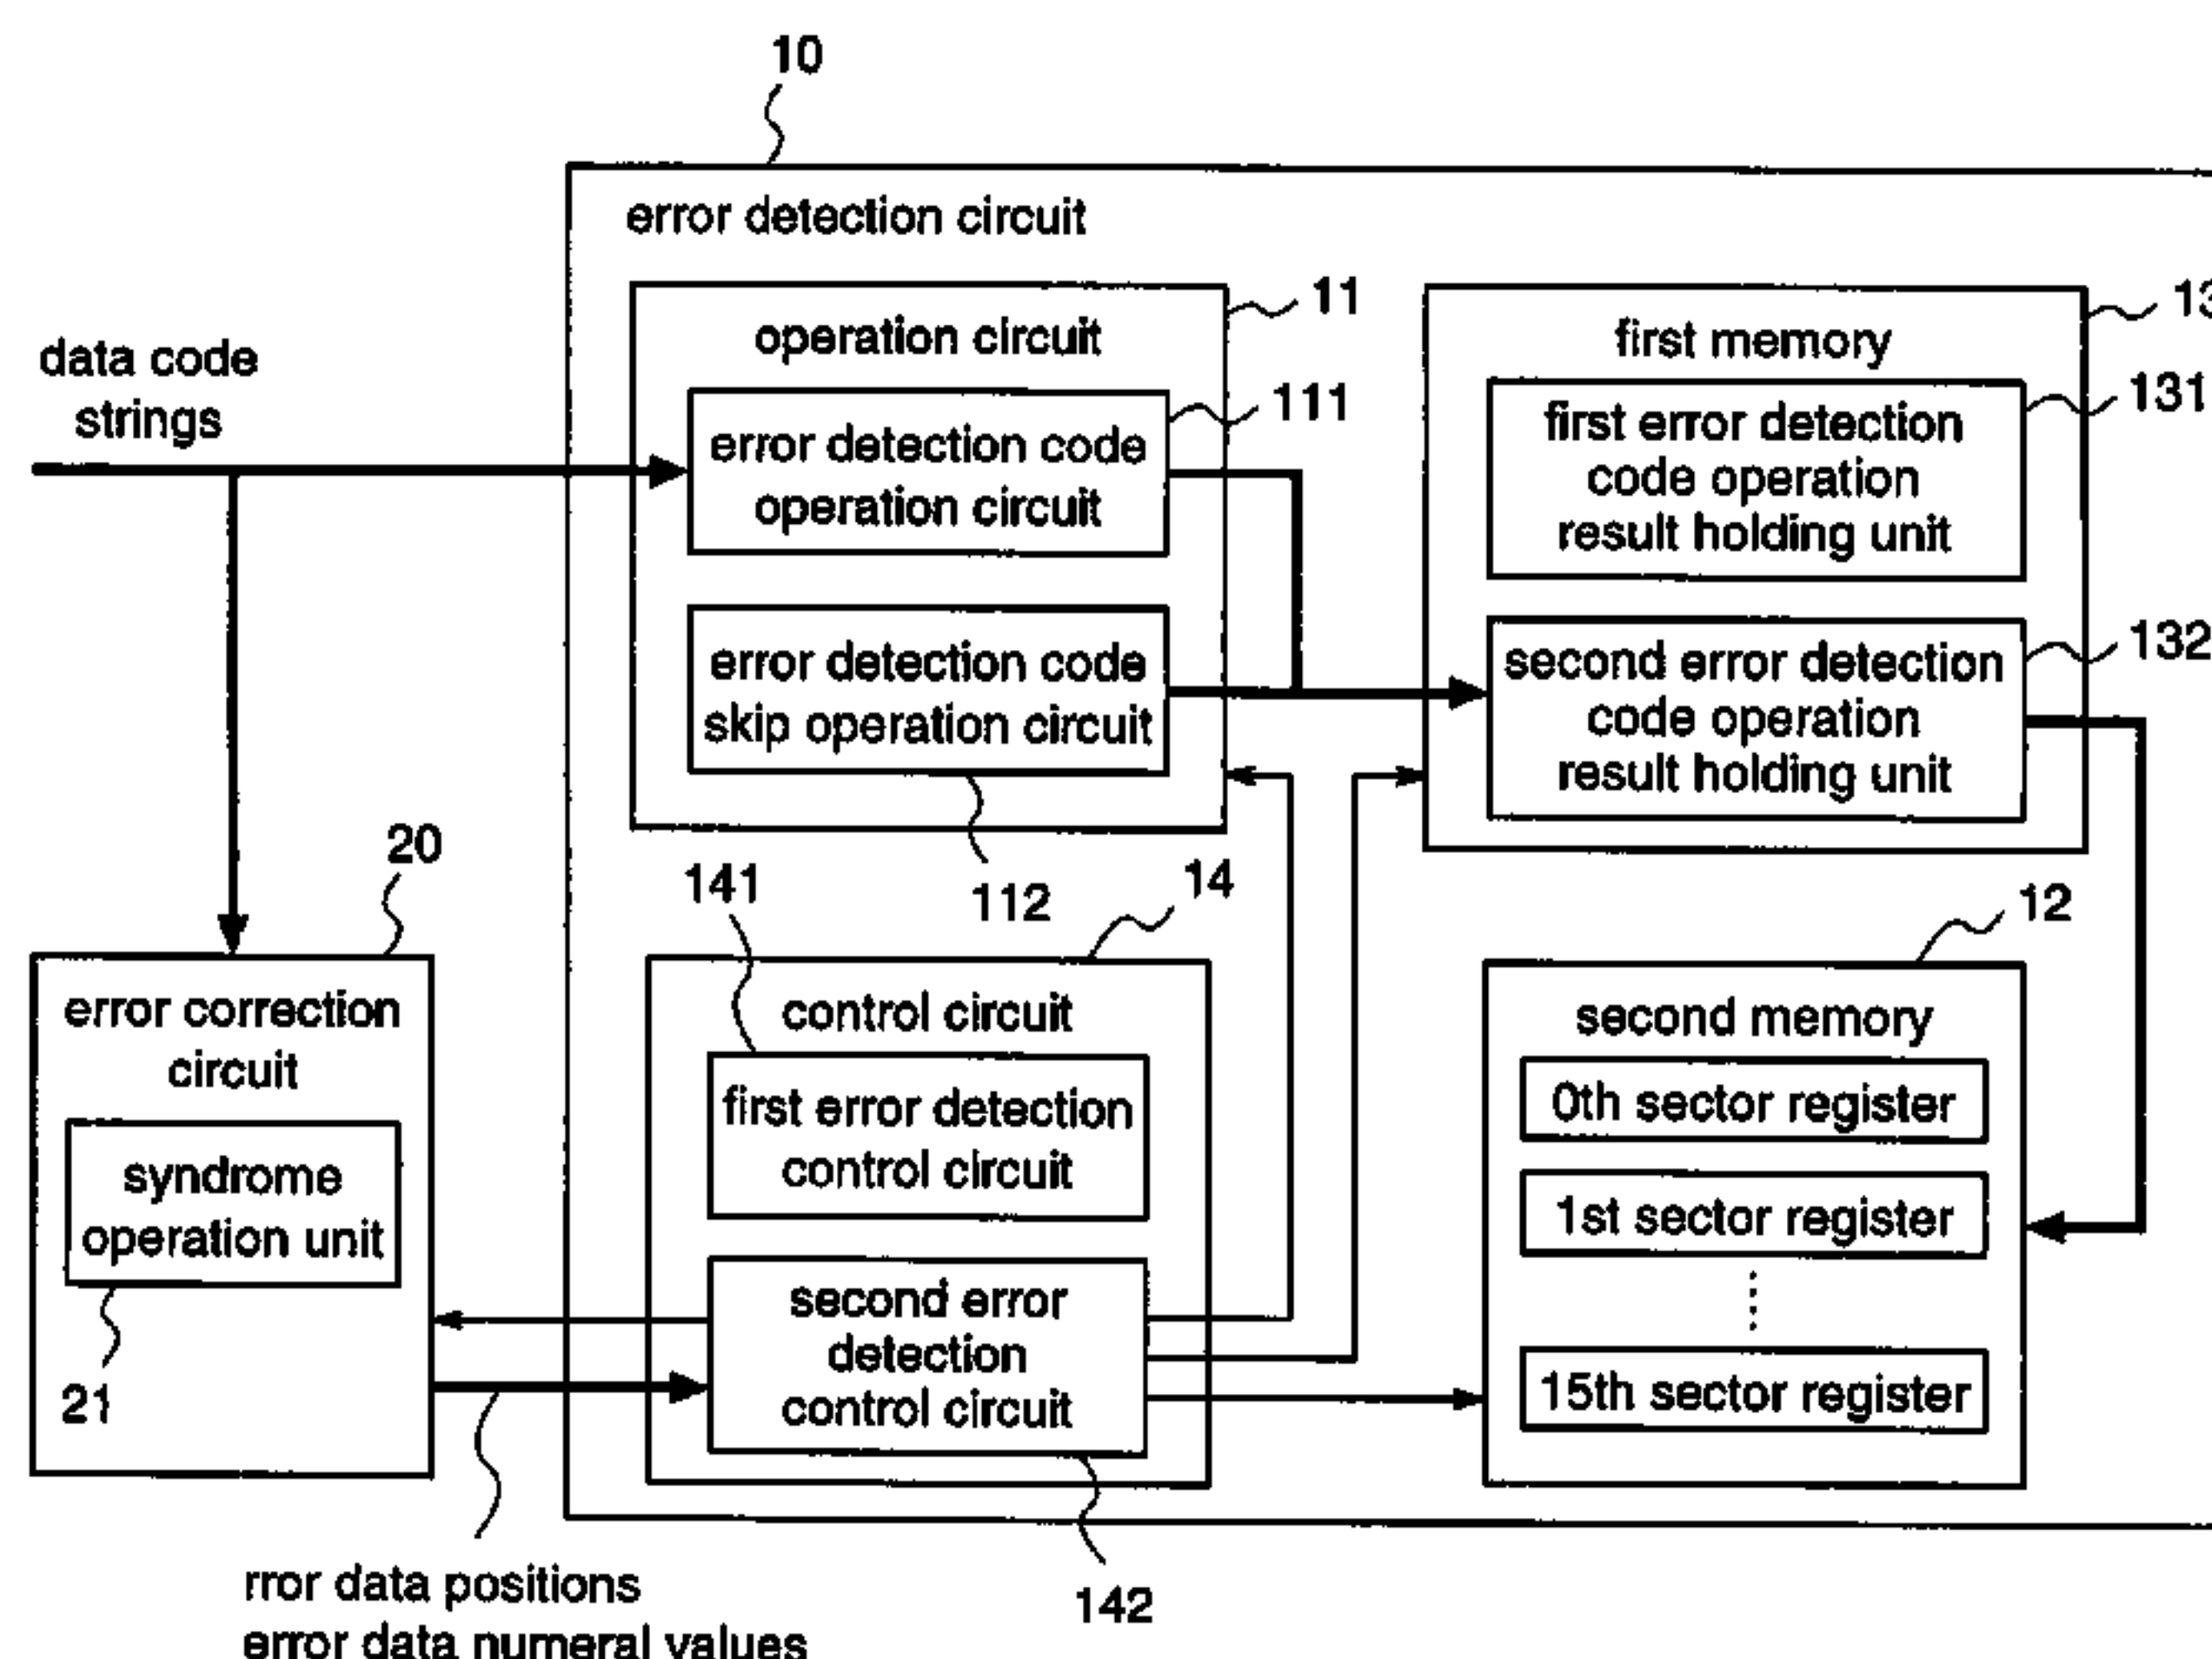 10
error detection circuit
11
operation circuit
13
first memory
data code
strings
111
error detection code
operation circuit
131
first error detection
code operation
result holding unit
error detection code
skip operation circuit
132
second error detection
code operation
result holding unit
20
141
112
14
12
error correction
circuit
control circuit
second memory
0th sector register
first error detection
control circuit
syndrome
operation unit
1st sector register
21
second error
detection
control circuit
15th sector register
rror data positions
error data numeral values
142